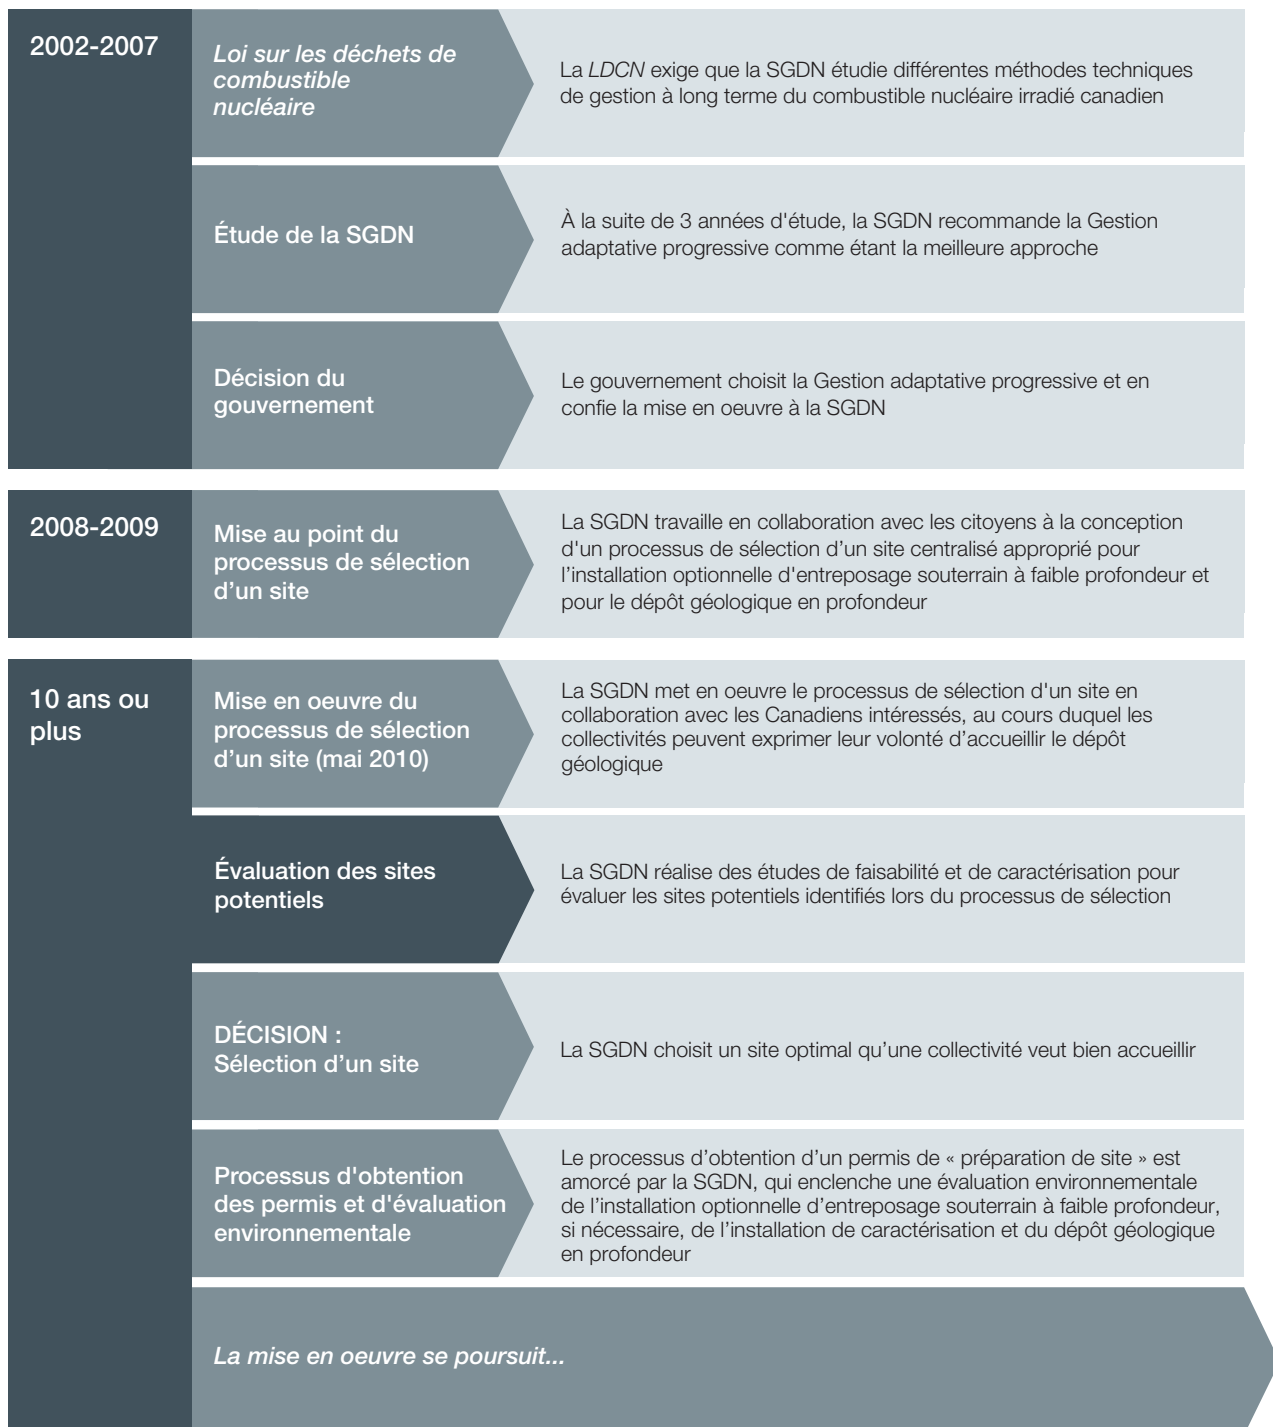 2002-2007
Loi sur les déchets de
combustible
nucléaire
La LDCN exige que la SGDN étudie différentes méthodes techniques
de gestion à long terme du combustible nucléaire irradié canadien
Étude de la SGDN
À la suite de 3 années d'étude, la SGDN recommande la Gestion
adaptative progressive comme étant la meilleure approche
Décision du
gouvernement
Le gouvernement choisit la Gestion adaptative progressive et en
confie la mise en oeuvre à la SGDN
2008-2009
Mise au point du
processus de sélection
d’un site
La SGDN travaille en collaboration avec les citoyens à la conception
d'un processus de sélection d’un site centralisé approprié pour
l’installation optionnelle d'entreposage souterrain à faible profondeur et
pour le dépôt géologique en profondeur
10 ans ou
plus
Mise en oeuvre du
processus de sélection
d’un site (mai 2010)
La SGDN met en oeuvre le processus de sélection d'un site en
collaboration avec les Canadiens intéressés, au cours duquel les
collectivités peuvent exprimer leur volonté d’accueillir le dépôt
géologique
Évaluation des sites
potentiels
La SGDN réalise des études de faisabilité et de caractérisation pour
évaluer les sites potentiels identifiés lors du processus de sélection
DÉCISION :
Sélection d’un site
La SGDN choisit un site optimal qu’une collectivité veut bien accueillir
Processus d'obtention
des permis et d'évaluation
environnementale
Le processus d’obtention d’un permis de « préparation de site » est
amorcé par la SGDN, qui enclenche une évaluation environnementale
de l’installation optionnelle d’entreposage souterrain à faible profondeur,
si nécessaire, de l’installation de caractérisation et du dépôt géologique
en profondeur
La mise en oeuvre se poursuit...